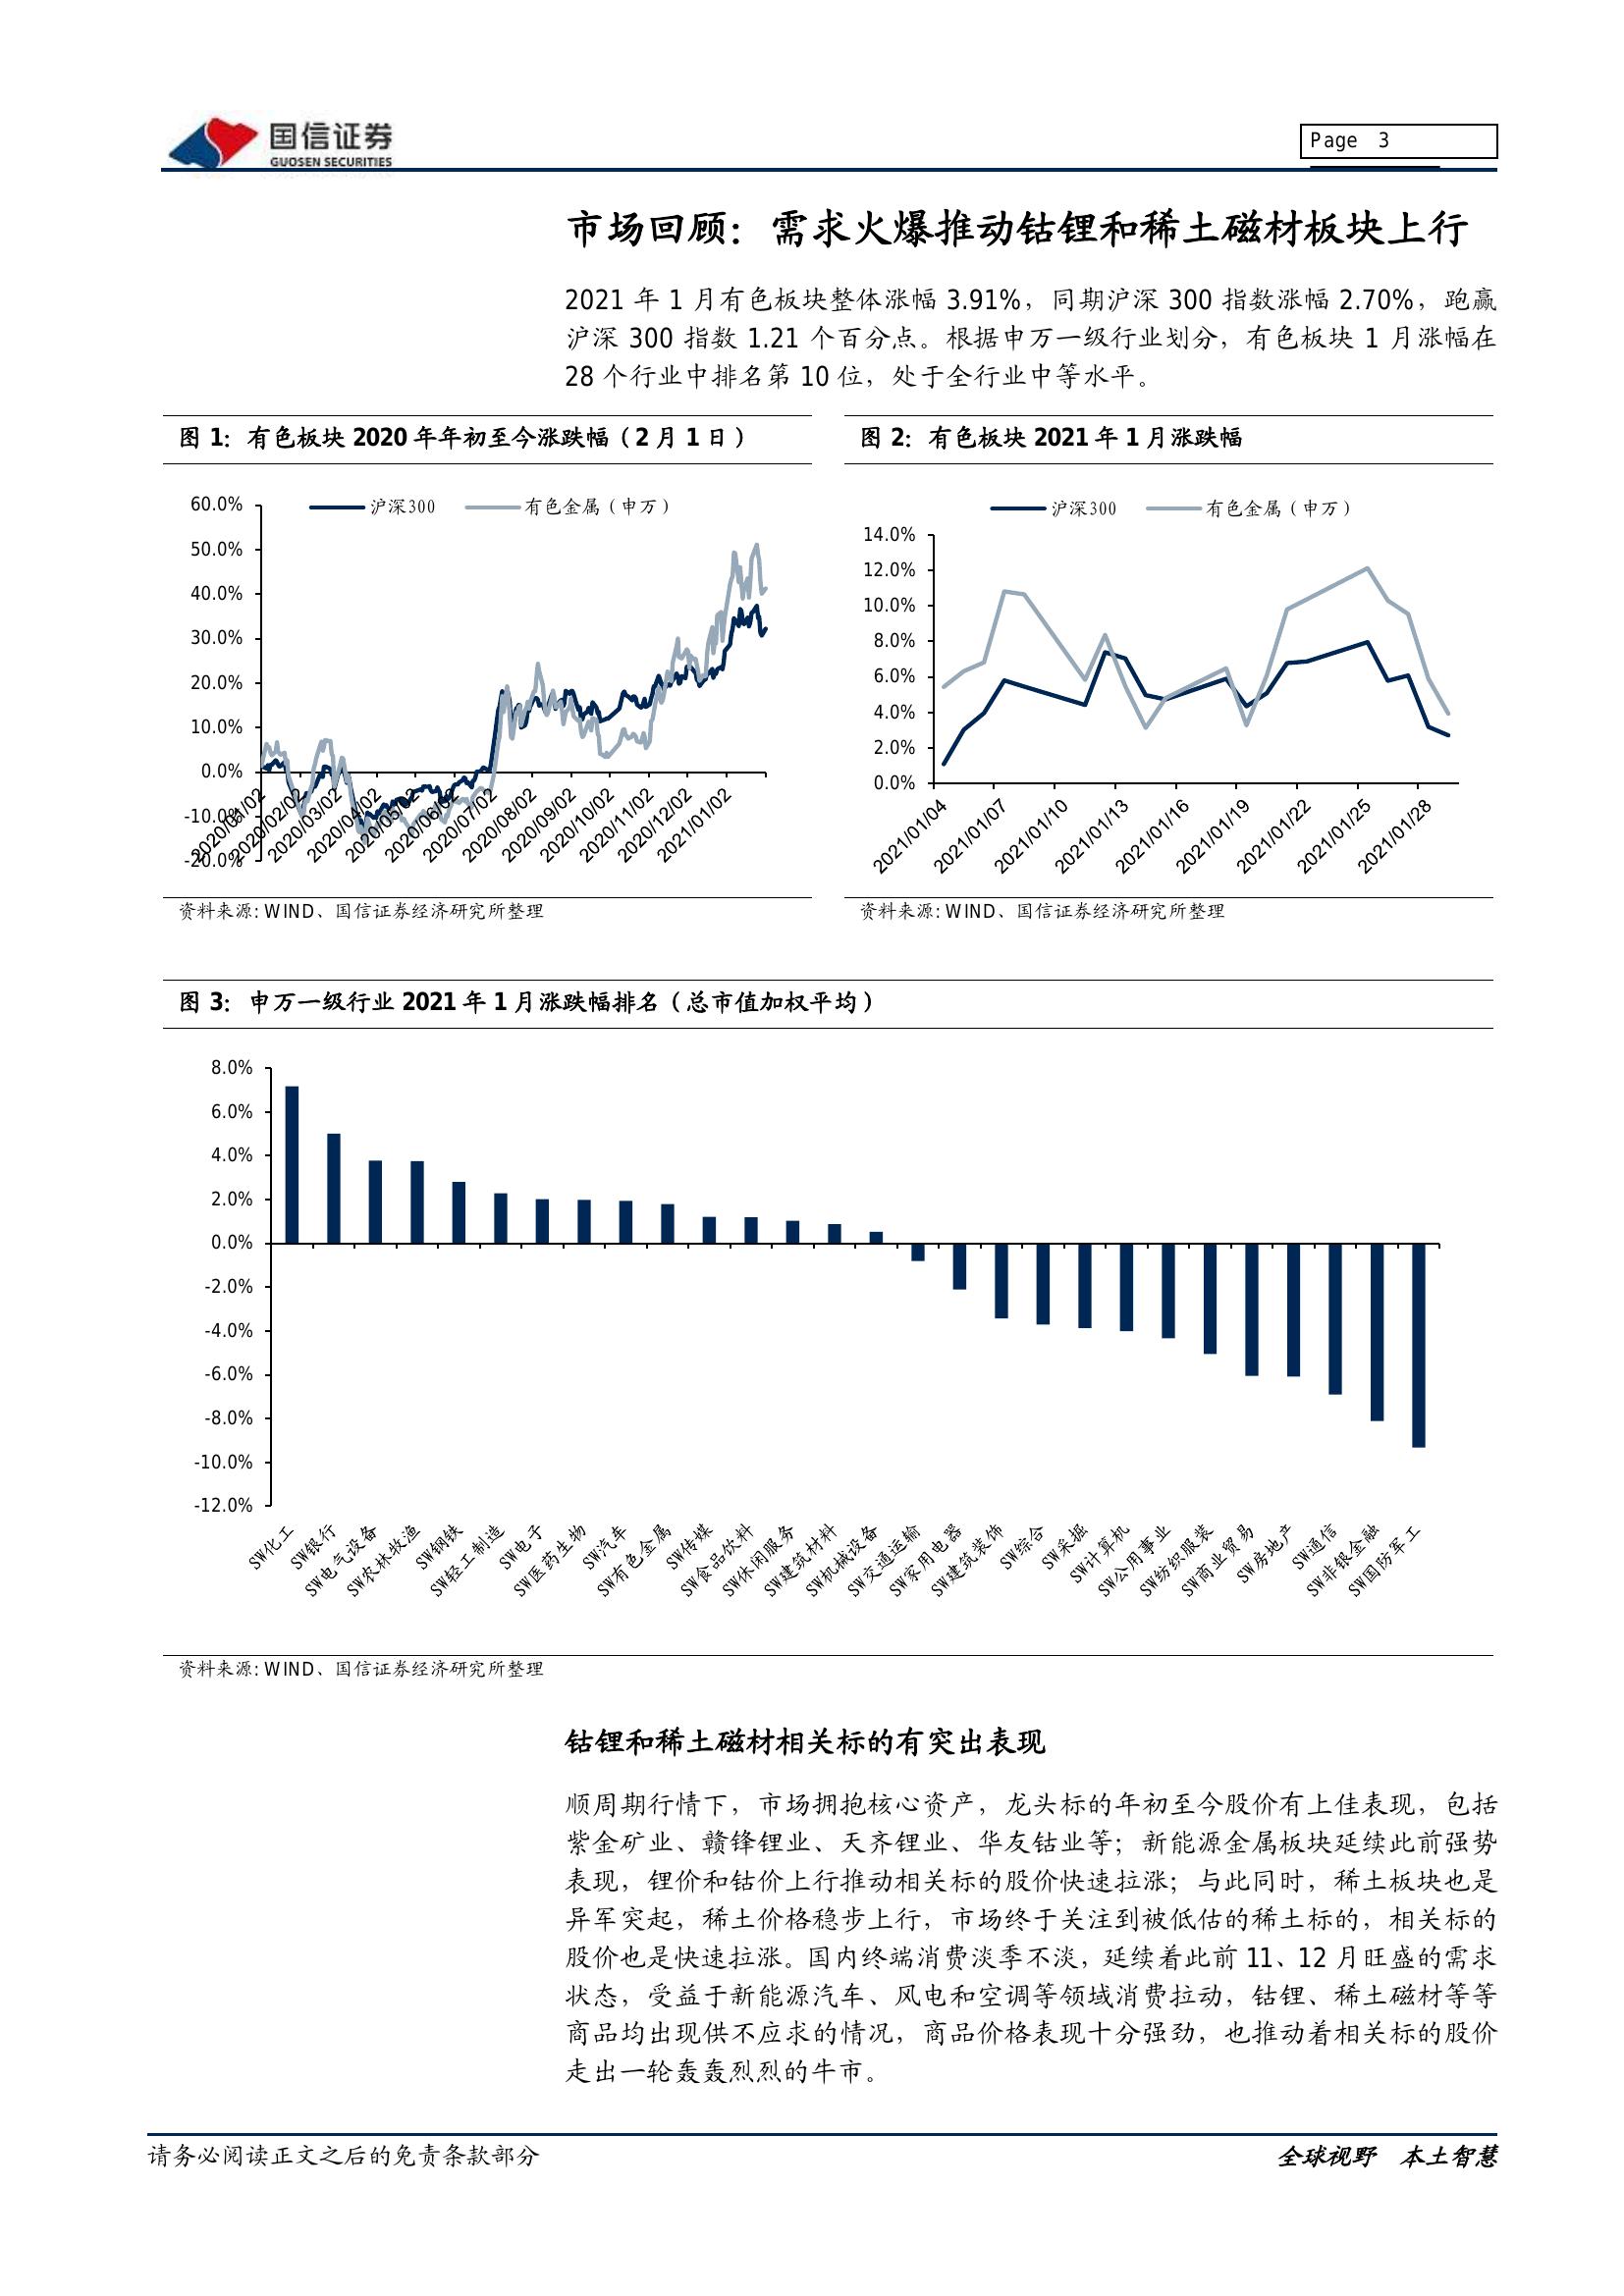 国信证券
GUOSEN SECURITIES
Page 3
市场回顾：需求火爆推动钴锂和稀土磁材板块上行
2021 年 1 月有色板块整体涨幅 3.91%，同期沪深 300 指数涨幅 2.70%，跑赢
沪深 300 指数 1.21 个百分点。根据申万一级行业划分，有色板块 1 月涨幅在
28 个行业中排名第 10 位，处于全行业中等水平。
图 1：有色板块 2020 年年初至今涨跌幅（2 月 1 日）
沪深300 有色金属（申万）
60.0%
50.0%
40.0%
30.0%
20.0%
10.0%
0.0%
-10.0%
-20.0%
2020/01/02
2020/02/02
2020/03/02
2020/04/02
2020/05/02
2020/06/02
2020/07/02
2020/08/02
2020/09/02
2020/10/02
2020/11/02
2020/12/02
2021/01/02
资料来源: WIND、国信证券经济研究所整理
图 2：有色板块 2021 年 1 月涨跌幅
沪深300 有色金属（申万）
14.0%
12.0%
10.0%
8.0%
6.0%
4.0%
2.0%
0.0%
2021/01/04
2021/01/07
2021/01/10
2021/01/13
2021/01/16
2021/01/19
2021/01/22
2021/01/25
2021/01/28
资料来源: WIND、国信证券经济研究所整理
图 3：申万一级行业 2021 年 1 月涨跌幅排名（总市值加权平均）
8.0%
6.0%
4.0%
2.0%
0.0%
-2.0%
-4.0%
-6.0%
-8.0%
-10.0%
-12.0%
SW化工
SW银行
SW电气设备
SW农林牧渔
SW钢铁
SW轻工制造
SW电子
SW医药生物
SW汽车
SW有色金属
SW传媒
SW食品饮料
SW休闲服务
SW建筑材料
SW机械设备
SW交通运输
SW家用电器
SW建筑装饰
SW综合
SW采掘
SW计算机
SW公用事业
SW纺织服装
SW商业贸易
SW房地产
SW通信
SW非银金融
SW国防军工
资料来源: WIND、国信证券经济研究所整理
钴锂和稀土磁材相关标的有突出表现
顺周期行情下，市场拥抱核心资产，龙头标的年初至今股价有上佳表现，包括
紫金矿业、赣锋锂业、天齐锂业、华友钴业等；新能源金属板块延续此前强势
表现，锂价和钴价上行推动相关标的股价快速拉涨；与此同时，稀土板块也是
异军突起，稀土价格稳步上行，市场终于关注到被低估的稀土标的，相关标的
股价也是快速拉涨。国内终端消费淡季不淡，延续着此前 11、12 月旺盛的需求
状态，受益于新能源汽车、风电和空调等领域消费拉动，钴锂、稀土磁材等等
商品均出现供不应求的情况，商品价格表现十分强劲，也推动着相关标的股价
走出一轮轰轰烈烈的牛市。
请务必阅读正文之后的免责条款部分
全球视野 本土智慧